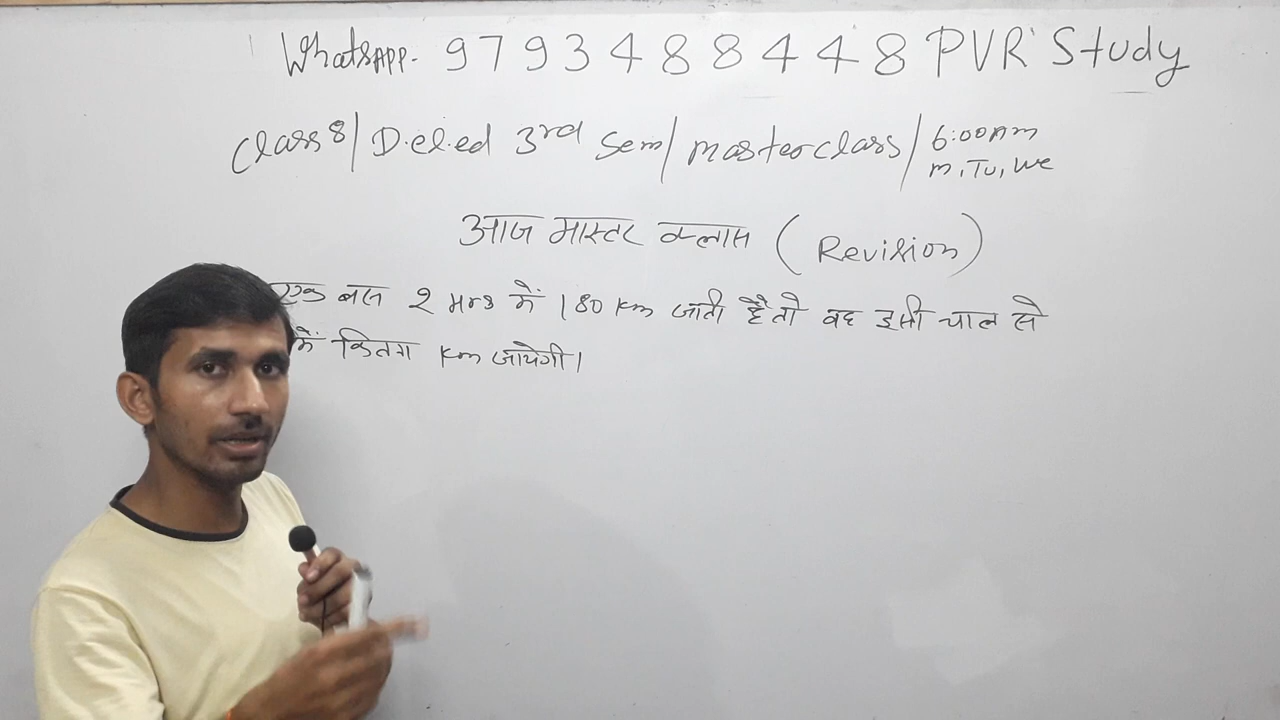 WhatsAPP. 9793488448 PVR Study
Class 8/ D.el.ed 3rd Sem/ masterclass/ 6:00AM
m, Tu, We
आज मास्टर क्लास (Revision)
एक बस 2 Hrs में 180 Km जाती है तो वह इसी चाल से
में कितना Km जायेगी।